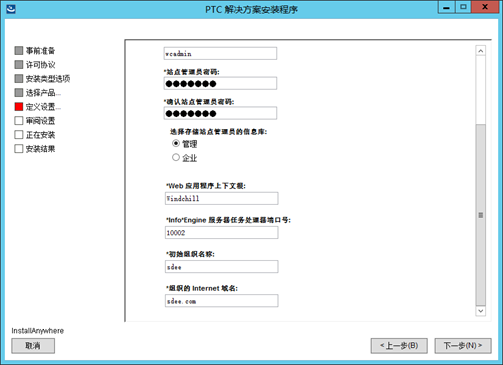 PTC 解决方案安装程序
事前准备
许可协议
安装类型选项
选择产品...
定义设置...
审阅设置
正在安装
安装结果
wcadmin
*站点管理员密码:
●●●●●●●
*确认站点管理员密码:
●●●●●●●
选择存储站点管理员的信息库:
管理
企业
*Web 应用程序上下文根:
Windchill
*Info*Engine 服务器任务处理器端口号:
10002
*初始组织名称:
sdee
*组织的 Internet 域名:
sdee.com
InstallAnywhere
取消
< 上一步(B)
下一步(N) >